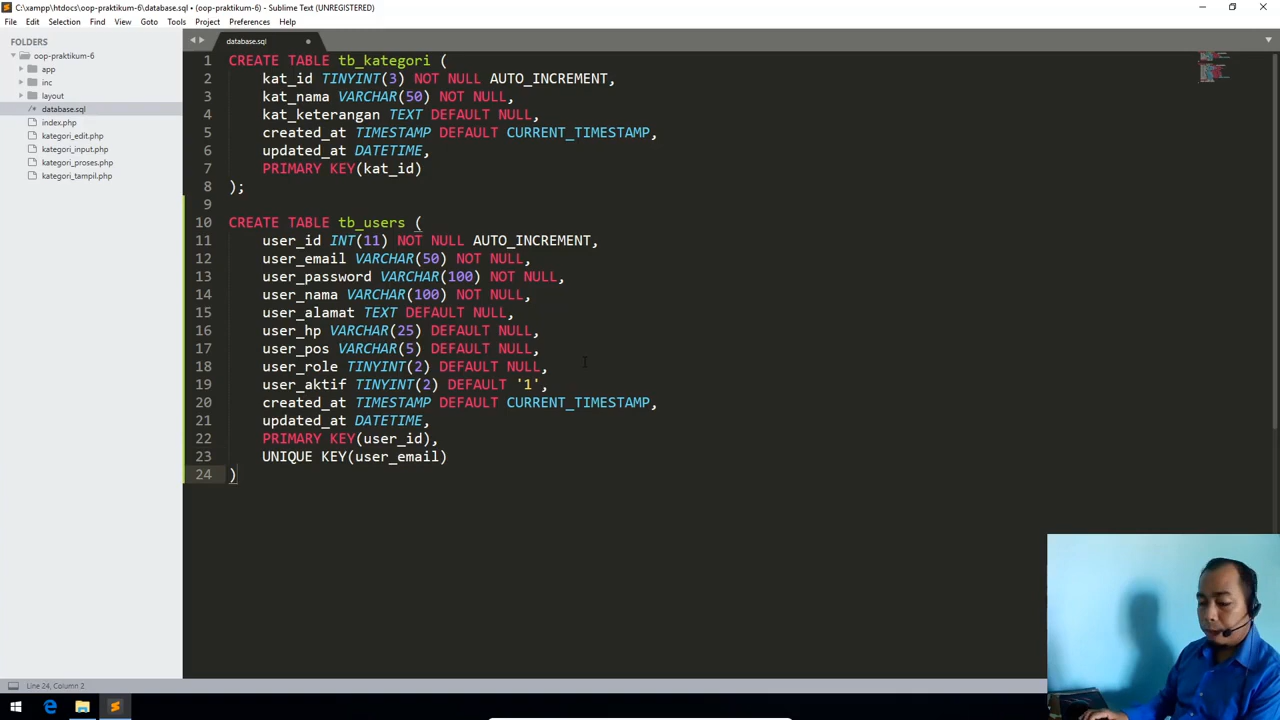 C:\xampp\htdocs\oop-praktikum-6\database.sql • (oop-praktikum-6) - Sublime Text (UNREGISTERED)
File Edit Selection Find View Goto Tools Project Preferences Help
FOLDERS
oop-praktikum-6
app
inc
layout
database.sql
index.php
kategori_edit.php
kategori_input.php
kategori_proses.php
kategori_tampil.php
database.sql
1 CREATE TABLE tb_kategori (
2 kat_id TINYINT(3) NOT NULL AUTO_INCREMENT,
3 kat_nama VARCHAR(50) NOT NULL,
4 kat_keterangan TEXT DEFAULT NULL,
5 created_at TIMESTAMP DEFAULT CURRENT_TIMESTAMP,
6 updated_at DATETIME,
7 PRIMARY KEY(kat_id)
8 );
9
10 CREATE TABLE tb_users (
11 user_id INT(11) NOT NULL AUTO_INCREMENT,
12 user_email VARCHAR(50) NOT NULL,
13 user_password VARCHAR(100) NOT NULL,
14 user_nama VARCHAR(100) NOT NULL,
15 user_alamat TEXT DEFAULT NULL,
16 user_hp VARCHAR(25) DEFAULT NULL,
17 user_pos VARCHAR(5) DEFAULT NULL,
18 user_role TINYINT(2) DEFAULT NULL,
19 user_aktif TINYINT(2) DEFAULT '1',
20 created_at TIMESTAMP DEFAULT CURRENT_TIMESTAMP,
21 updated_at DATETIME,
22 PRIMARY KEY(user_id),
23 UNIQUE KEY(user_email)
24 )
Line 24, Column 2